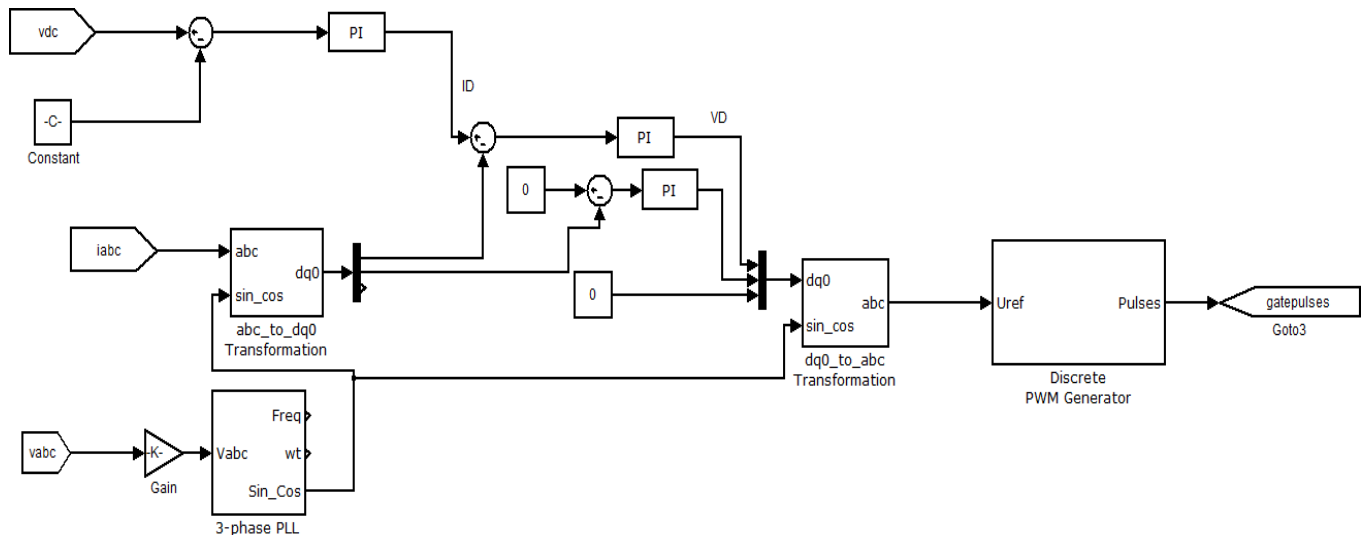 vdc
PI
ID
-C-
Constant
PI
VD
0
PI
iabc
abc
dq0
sin_cos
abc_to_dq0
Transformation
0
dq0
abc
sin_cos
dq0_to_abc
Transformation
Uref
Pulses
Discrete
PWM Generator
gatepulses
Goto3
vabc
-K-
Gain
Freq
Vabc
wt
Sin_Cos
3-phase PLL